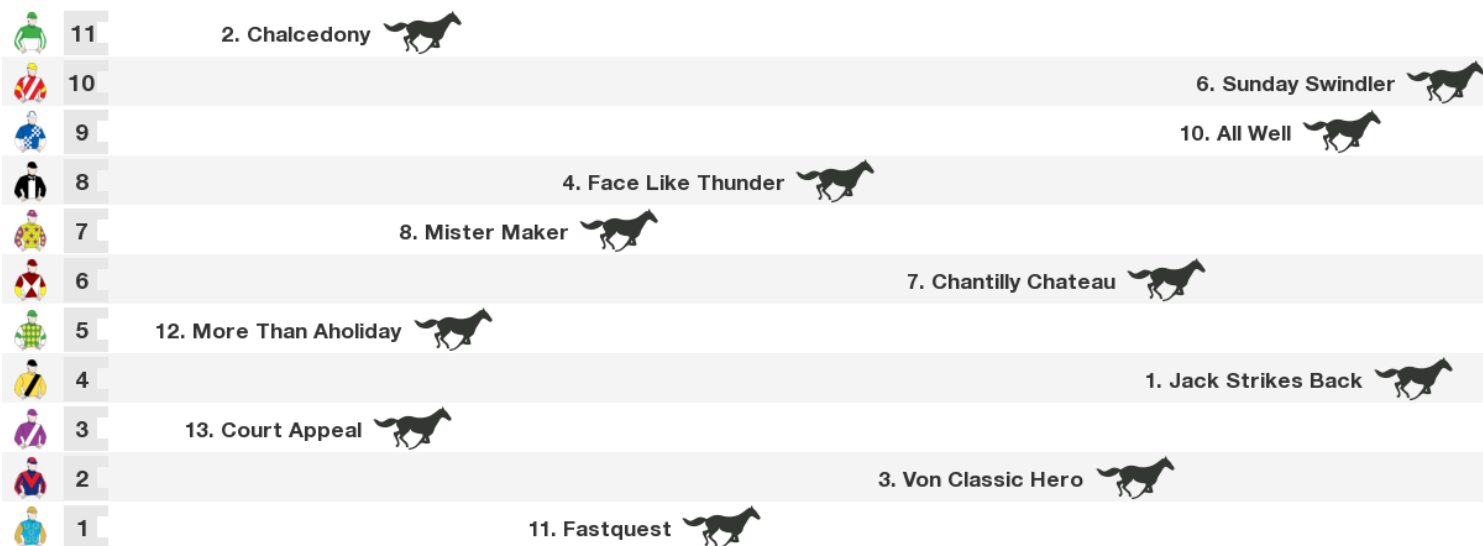 11 2. Chalcedony
10 6. Sunday Swindler
9 10. All Well
8 4. Face Like Thunder
7 8. Mister Maker
6 7. Chantilly Chateau
5 12. More Than Aholiday
4 1. Jack Strikes Back
3 13. Court Appeal
2 3. Von Classic Hero
1 11. Fastquest